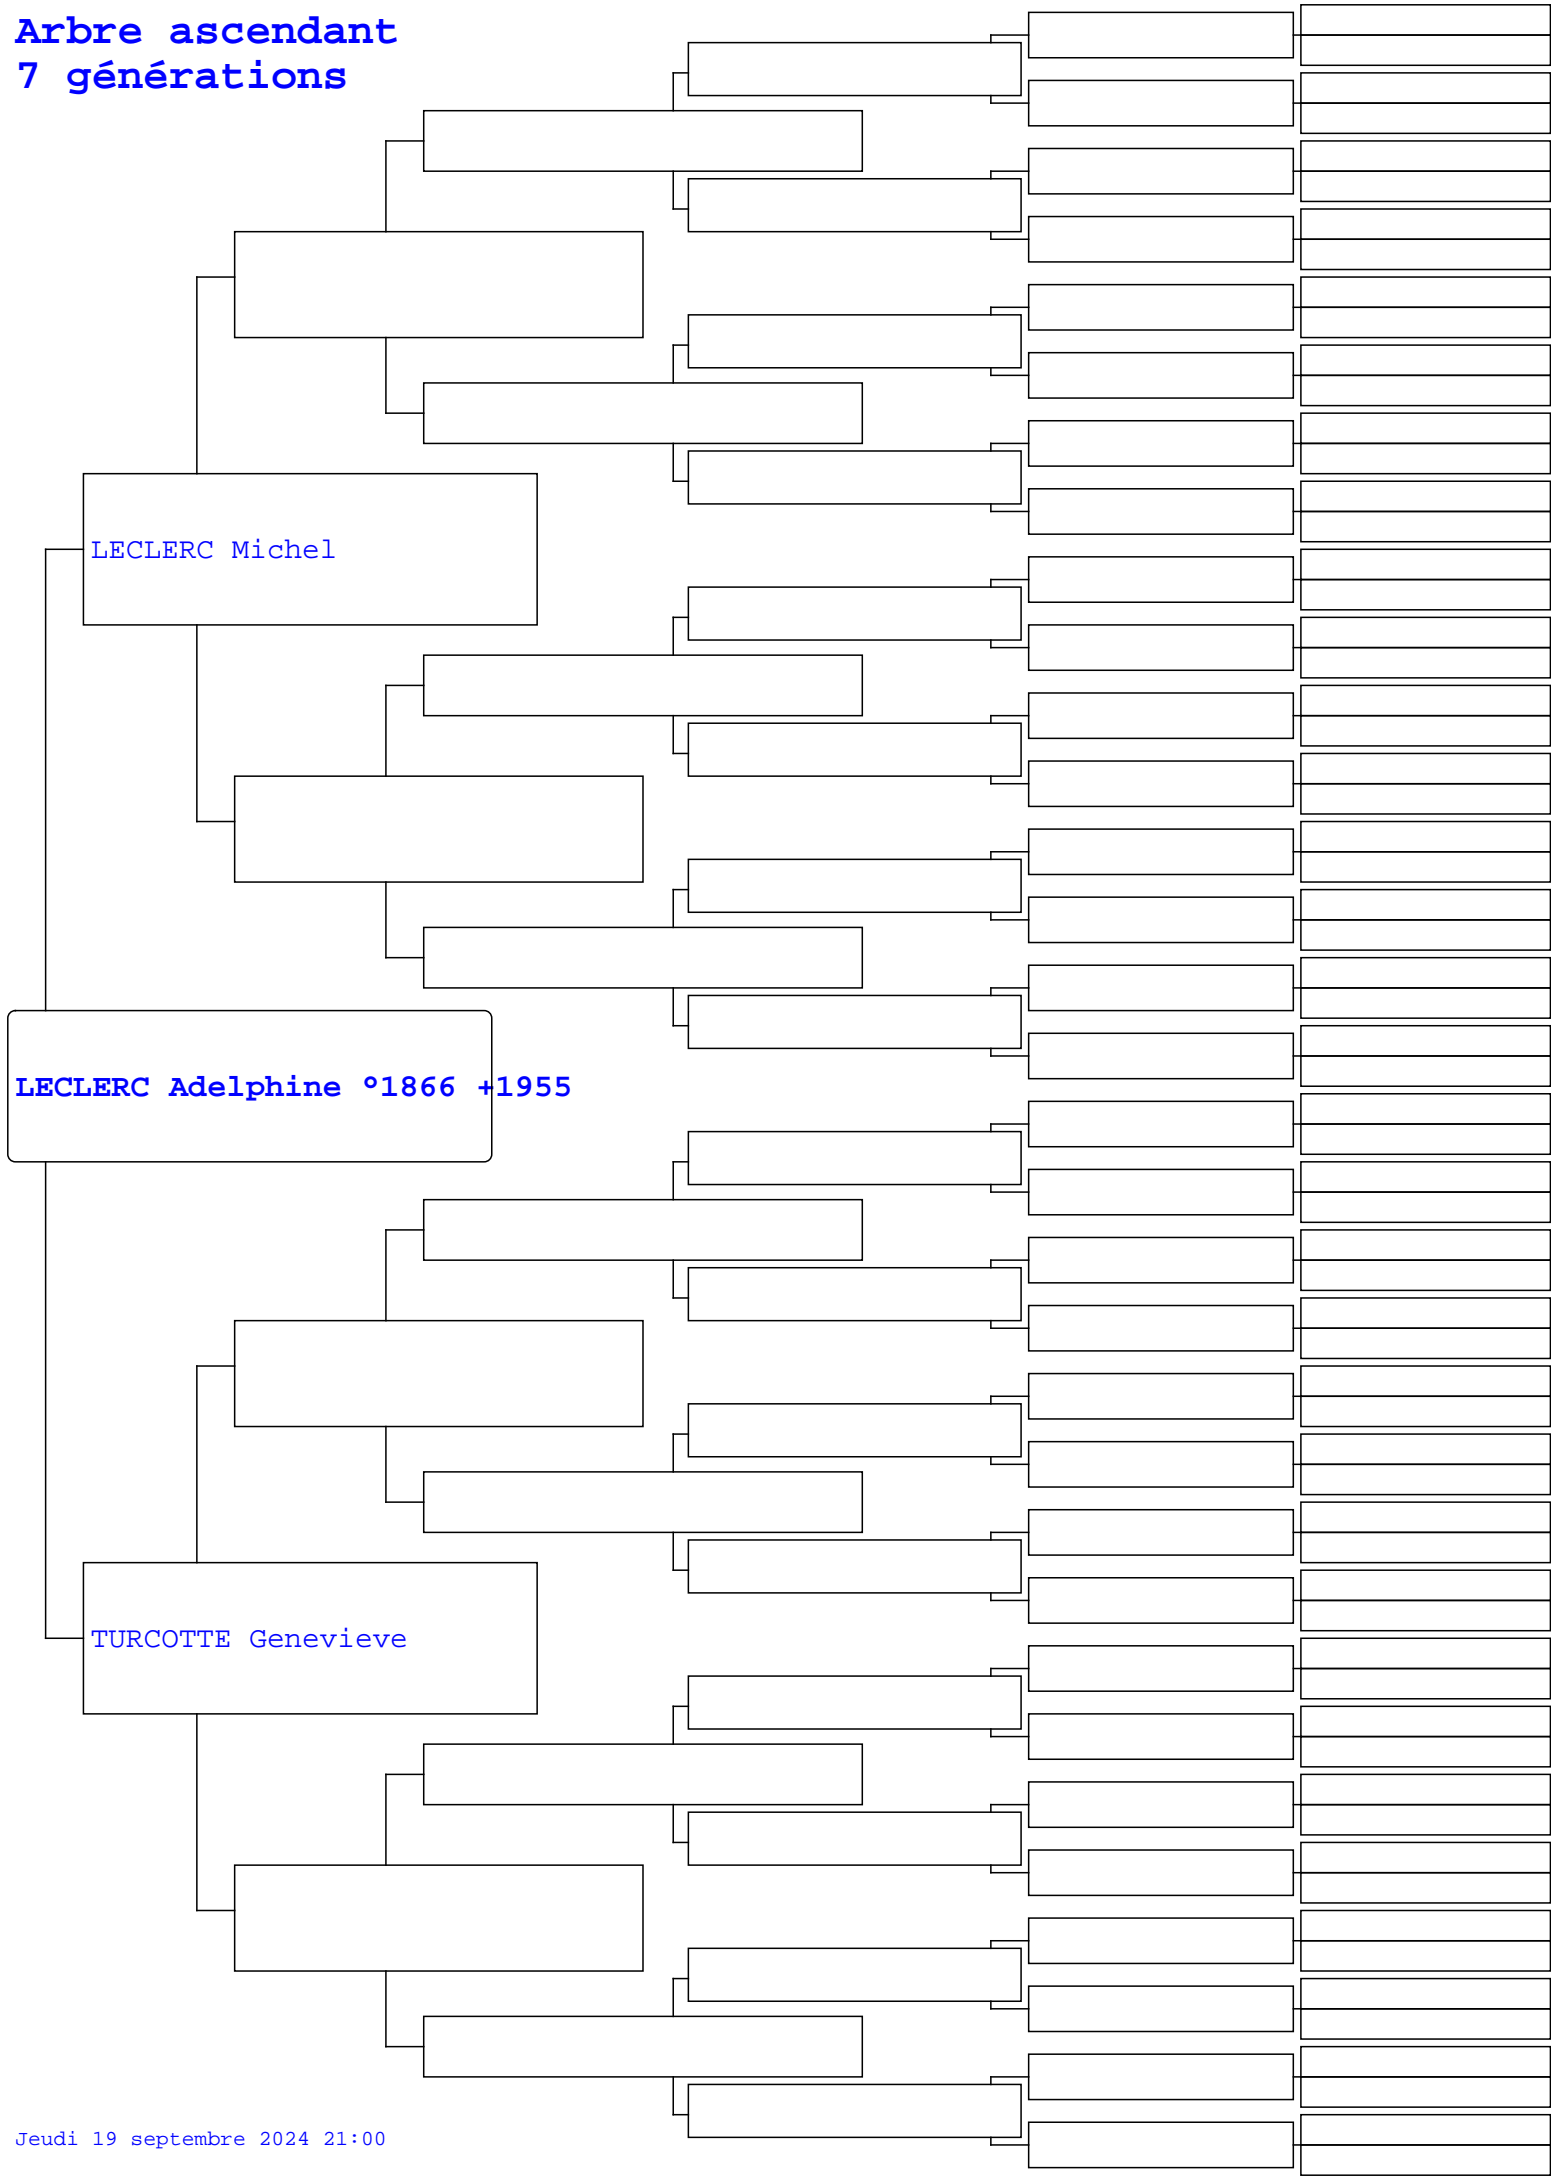 Arbre ascendant
7 générations
LECLERC Michel
LECLERC Adelphine °1866 +1955
TURCOTTE Genevieve
Jeudi 19 septembre 2024 21:00